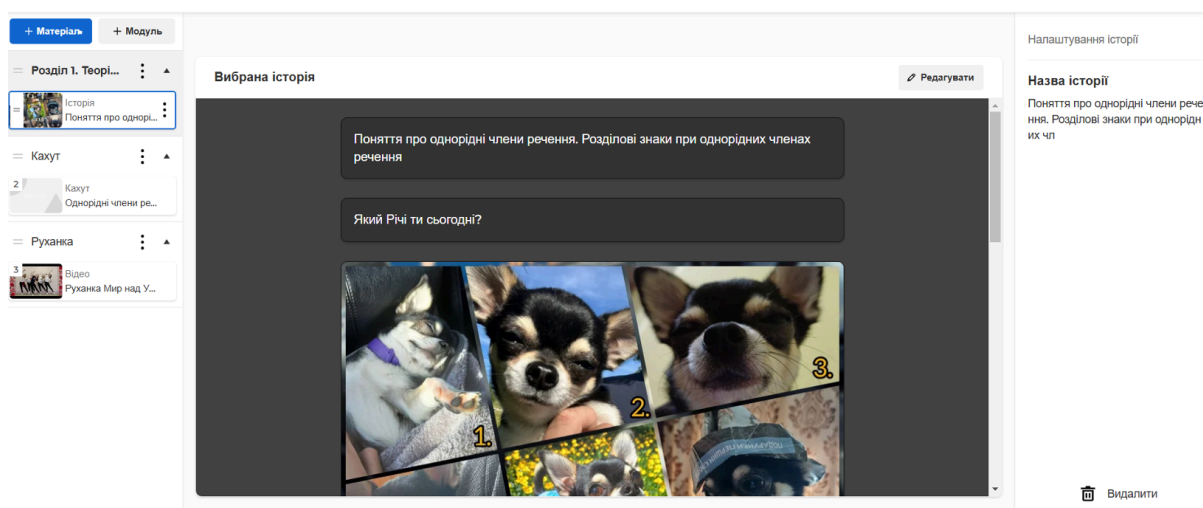 + Матеріал
+ Модуль
Розділ 1. Теорі...
Історія
Поняття про однорі...
Кахут
2
Кахут
Однорідні члени ре...
Руханка
3
Відео
Руханка Мир над У...
Вибрана історія
Редагувати
Поняття про однорідні члени речення. Розділові знаки при однорідних членах
речення
Який Річі ти сьогодні?
1.
2.
3.
Налаштування історії
Назва історії
Поняття про однорідні члени рече
ння. Розділові знаки при однорідн
их чл
Видалити